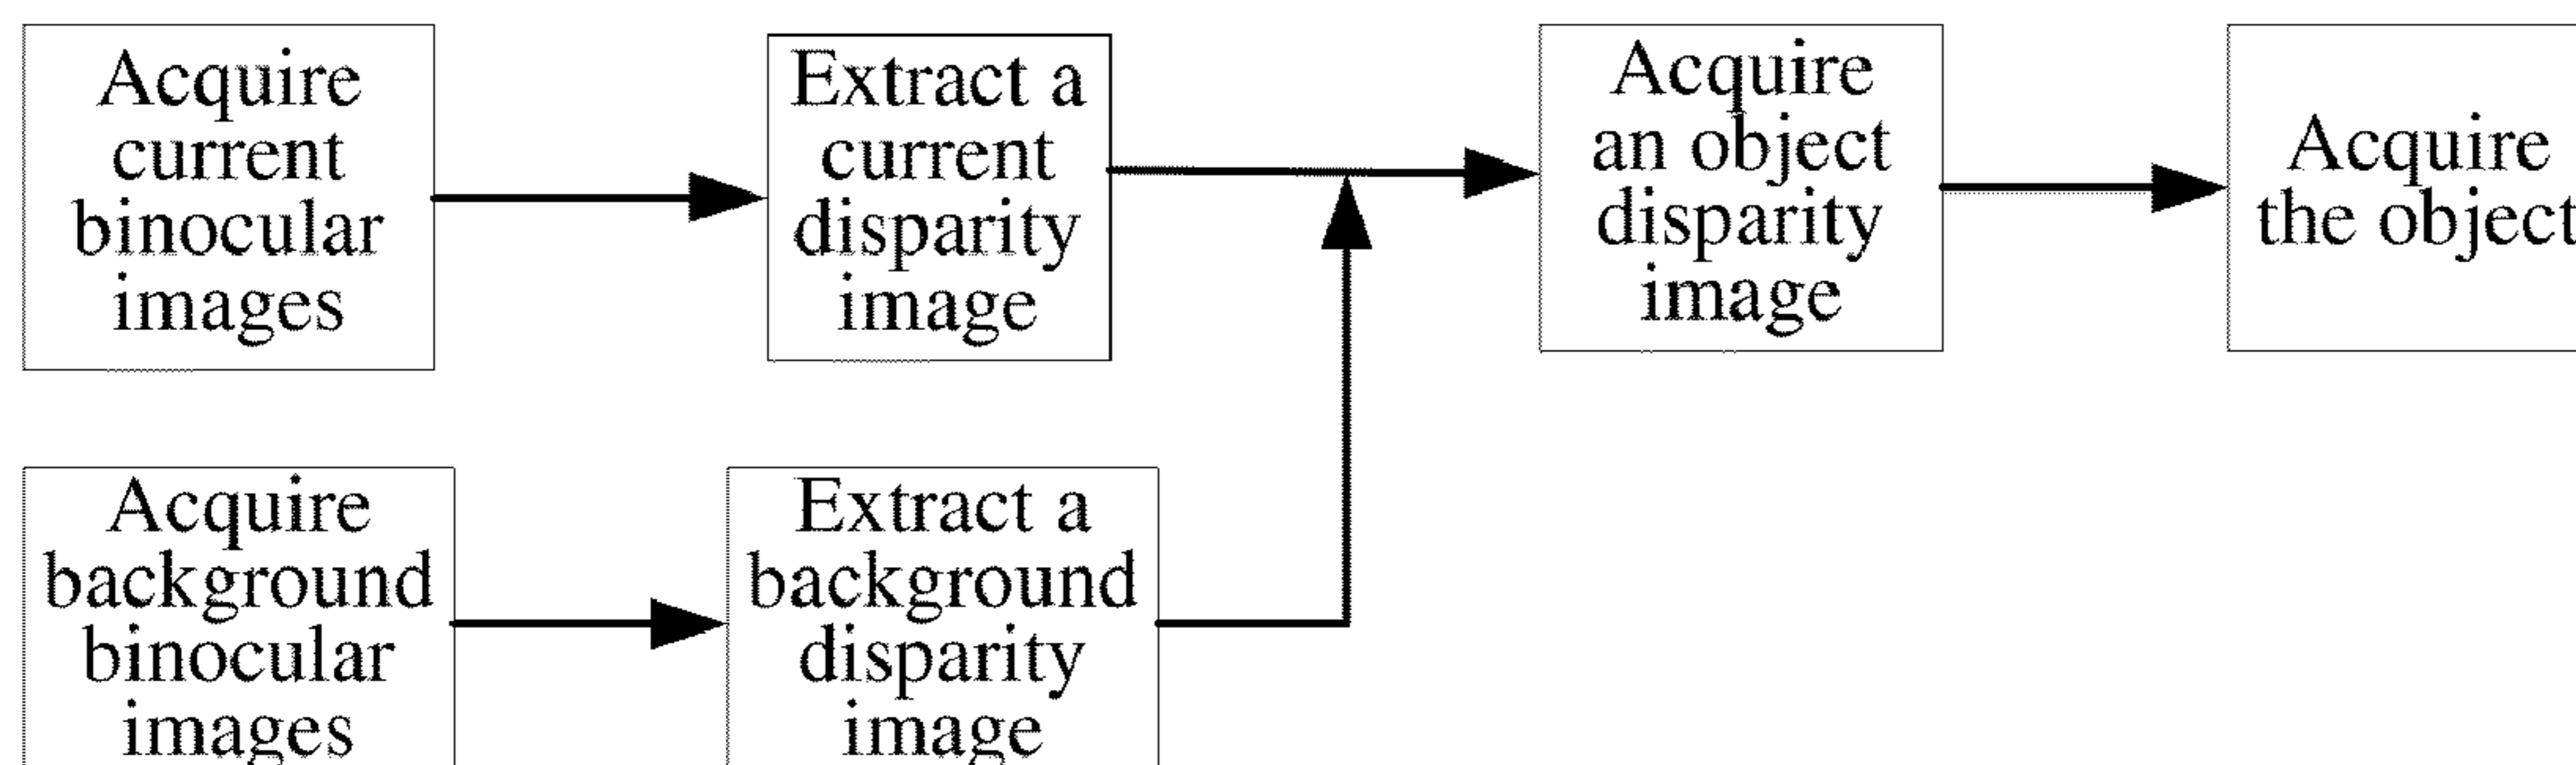 Acquire
current
binocular
images
Extract a
current
disparity
image
Acquire
an object
disparity
image
Acquire
the object
Acquire
background
binocular
images
Extract a
background
disparity
image